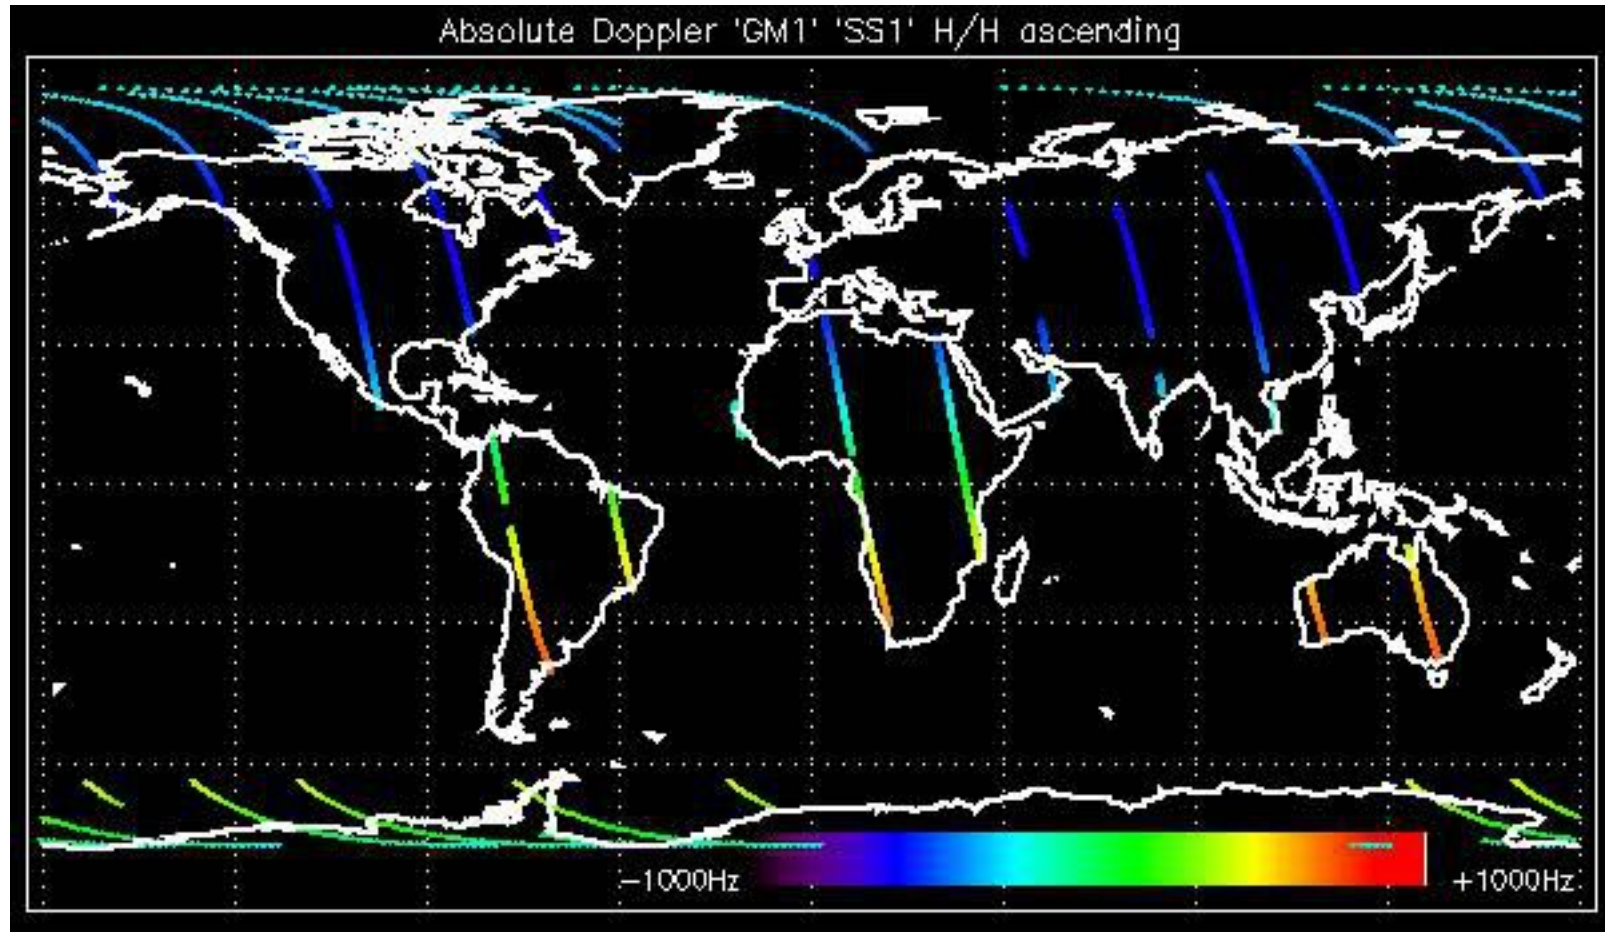 Absolute Doppler 'GM1' 'SS1' H/H ascending
−1000Hz
+1000Hz